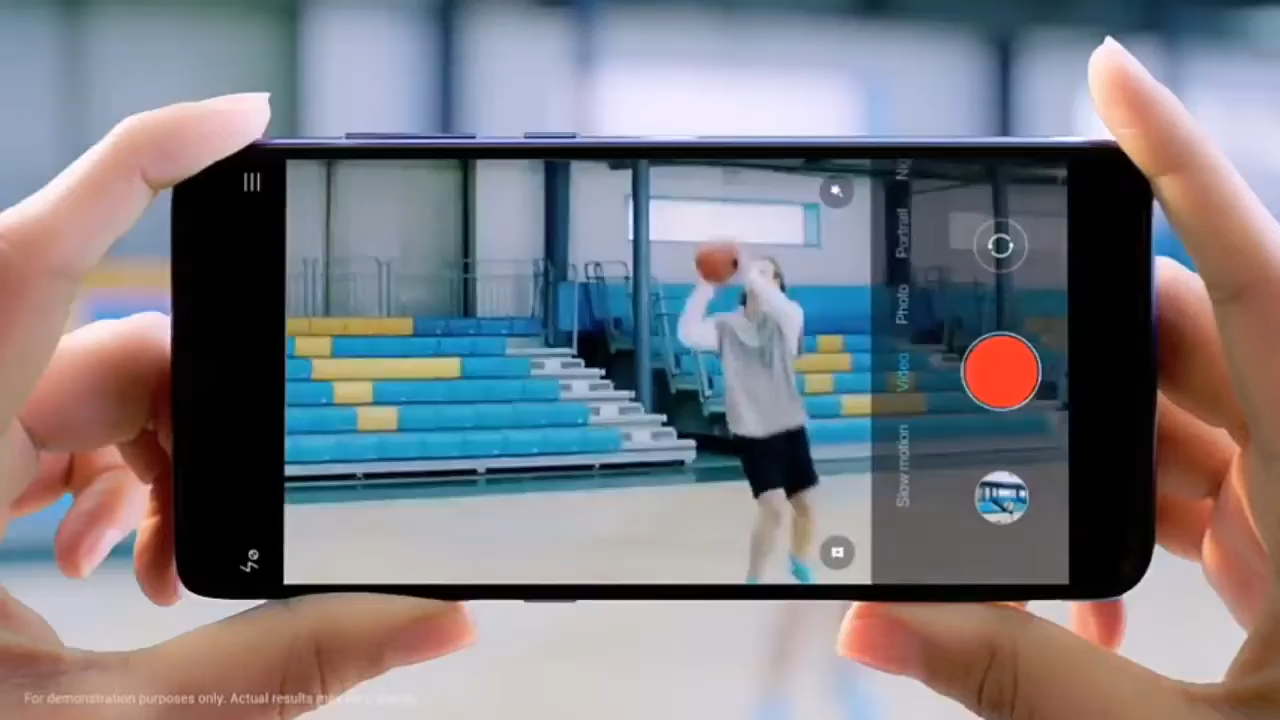 Portrait
Photo
Video
Slow motion
For demonstration purposes only. Actual results